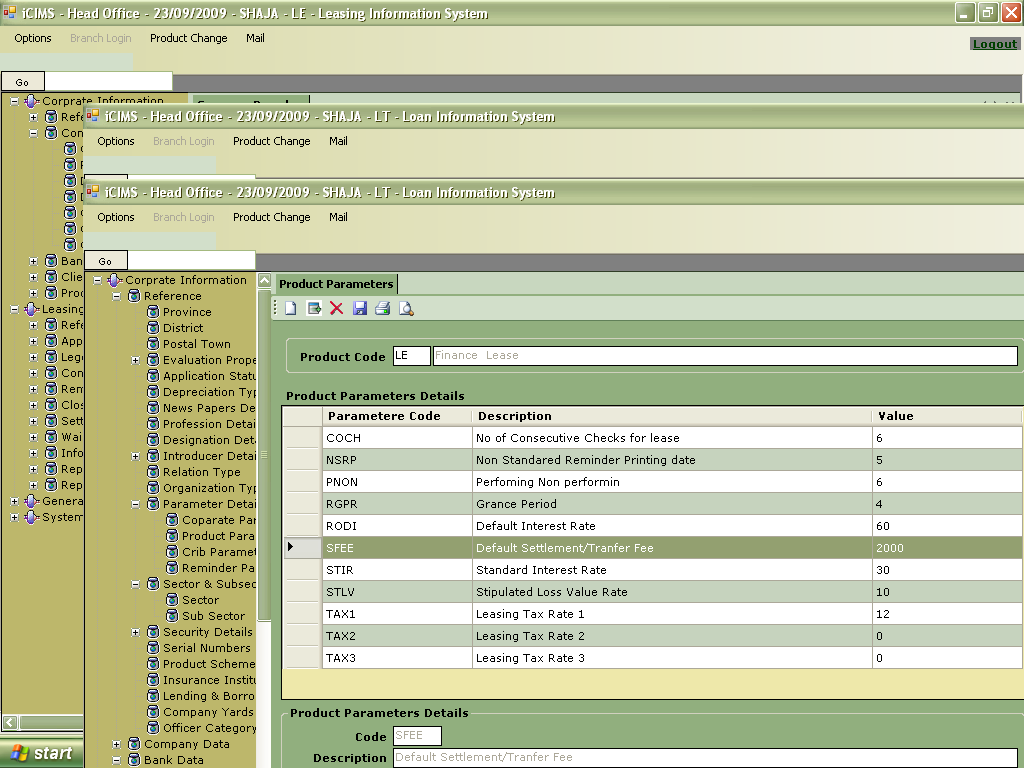 iCIMS - Head Office - 23/09/2009 - SHAJA - LE - Leasing Information System
Options Branch Login Product Change Mail
Logout
Go
Corprate Information
iCIMS - Head Office - 23/09/2009 - SHAJA - LT - Loan Information System
Options Branch Login Product Change Mail
iCIMS - Head Office - 23/09/2009 - SHAJA - LT - Loan Information System
Options Branch Login Product Change Mail
Go
Refe
Con
Ban
Clie
Prod
Leasing
Refe
App
Lega
Con
Rem
Clos
Sett
Wai
Info
Rep
Rep
Genera
System
Corprate Information
Reference
Province
District
Postal Town
Evaluation Prope
Application Statu
Depreciation Typ
News Papers De
Profession Detai
Designation Deta
Introducer Detai
Relation Type
Organization Typ
Parameter Detai
Coparate Par
Product Para
Crib Paramet
Reminder Pa
Sector & Subsec
Sector
Sub Sector
Security Details
Serial Numbers
Product Scheme
Insurance Institu
Lending & Borro
Company Yards
Officer Category
Company Data
Bank Data
Product Parameters
Product Code LE Finance Lease
Product Parameters Details
Parametere Code Description Value
COCH No of Consecutive Checks for lease 6
NSRP Non Standared Reminder Printing date 5
PNON Perfoming Non performin 6
RGPR Grance Period 4
RODI Default Interest Rate 60
SFEE Default Settlement/Tranfer Fee 2000
STIR Standard Interest Rate 30
STLV Stipulated Loss Value Rate 10
TAX1 Leasing Tax Rate 1 12
TAX2 Leasing Tax Rate 2 0
TAX3 Leasing Tax Rate 3 0
Product Parameters Details
Code SFEE
Description Default Settlement/Tranfer Fee
start